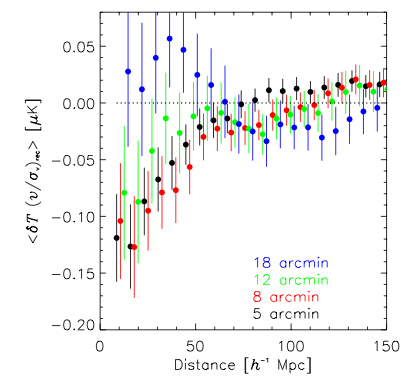 0.05
0.00
-0.05
-0.10
-0.15
-0.20
<δT (v/σᵥ)rec> [μK]
18 arcmin
12 arcmin
8 arcmin
5 arcmin
0 50 100 150
Distance [h⁻¹ Mpc]